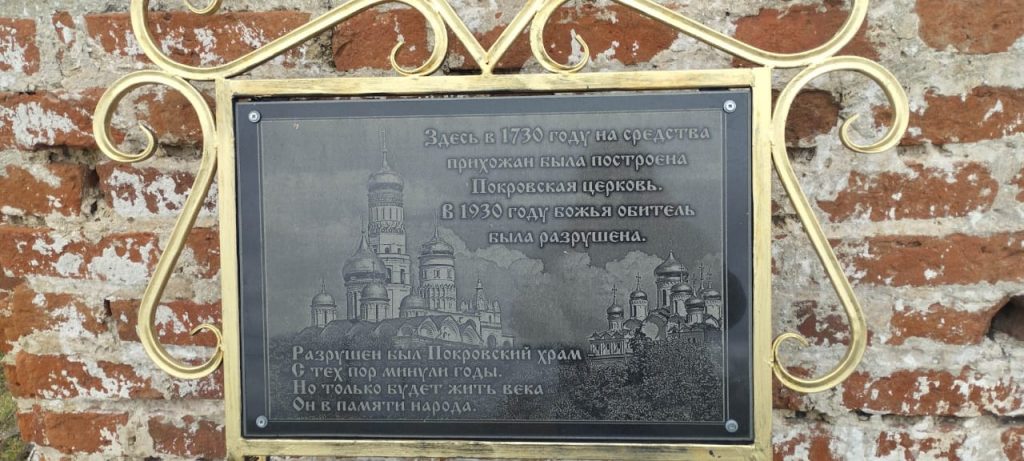 Здесь в 1730 году на средства
прихожан была построена
Покровская церковь.
В 1930 году божья обитель
была разрушена.
Разрушен был Покровский храм
С тех пор минули годы.
Но только будет жить века
Он в памяти народа.